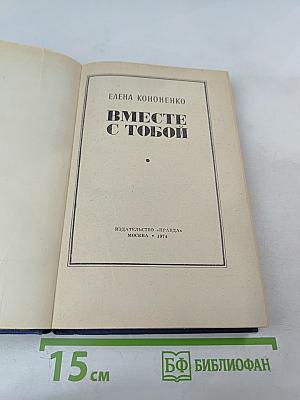 ЕЛЕНА КОНОНЕНКО
ВМЕСТЕ
С ТОБОЙ
ИЗДАТЕЛЬСТВО «ПРАВДА»
МОСКВА • 1974
15 см
БФ БИБЛИОФАН